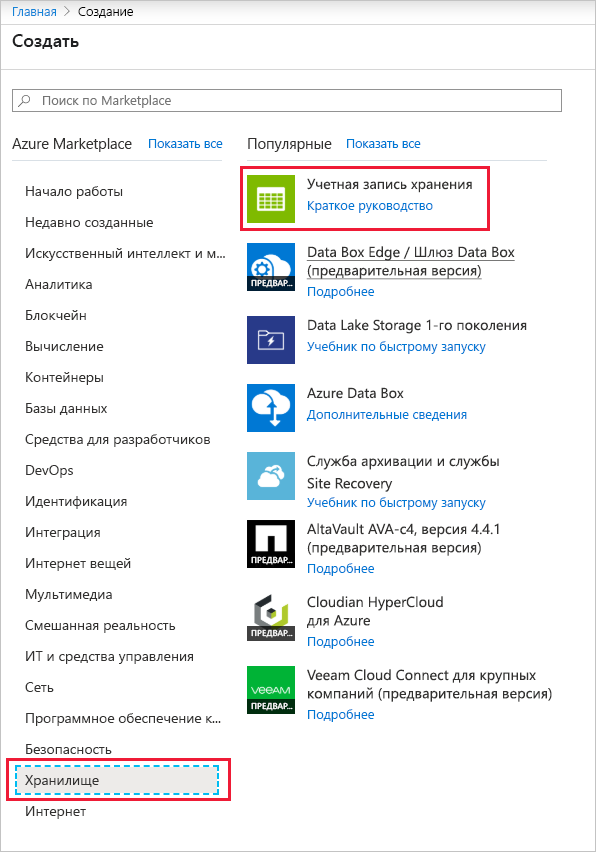 Главная > Создание
Создать
Поиск по Marketplace
Azure Marketplace Показать все
Начало работы
Недавно созданные
Искусственный интеллект и м...
Аналитика
Блокчейн
Вычисление
Контейнеры
Базы данных
Средства для разработчиков
DevOps
Идентификация
Интеграция
Интернет вещей
Мультимедиа
Смешанная реальность
ИТ и средства управления
Сеть
Программное обеспечение к...
Безопасность
Хранилище
Интернет
Популярные Показать все
Учетная запись хранения
Краткое руководство
ПРЕДВАР...
Data Box Edge / Шлюз Data Box
(предварительная версия)
Подробнее
Data Lake Storage 1-го поколения
Учебник по быстрому запуску
Azure Data Box
Дополнительные сведения
Служба архивации и службы
Site Recovery
Учебник по быстрому запуску
ПРЕДВАР...
AltaVault AVA-c4, версия 4.4.1
(предварительная версия)
Подробнее
ПРЕДВАР...
Cloudian HyperCloud
для Azure
Подробнее
veeam
ПРЕДВАР...
Veeam Cloud Connect для крупных
компаний (предварительная версия)
Подробнее